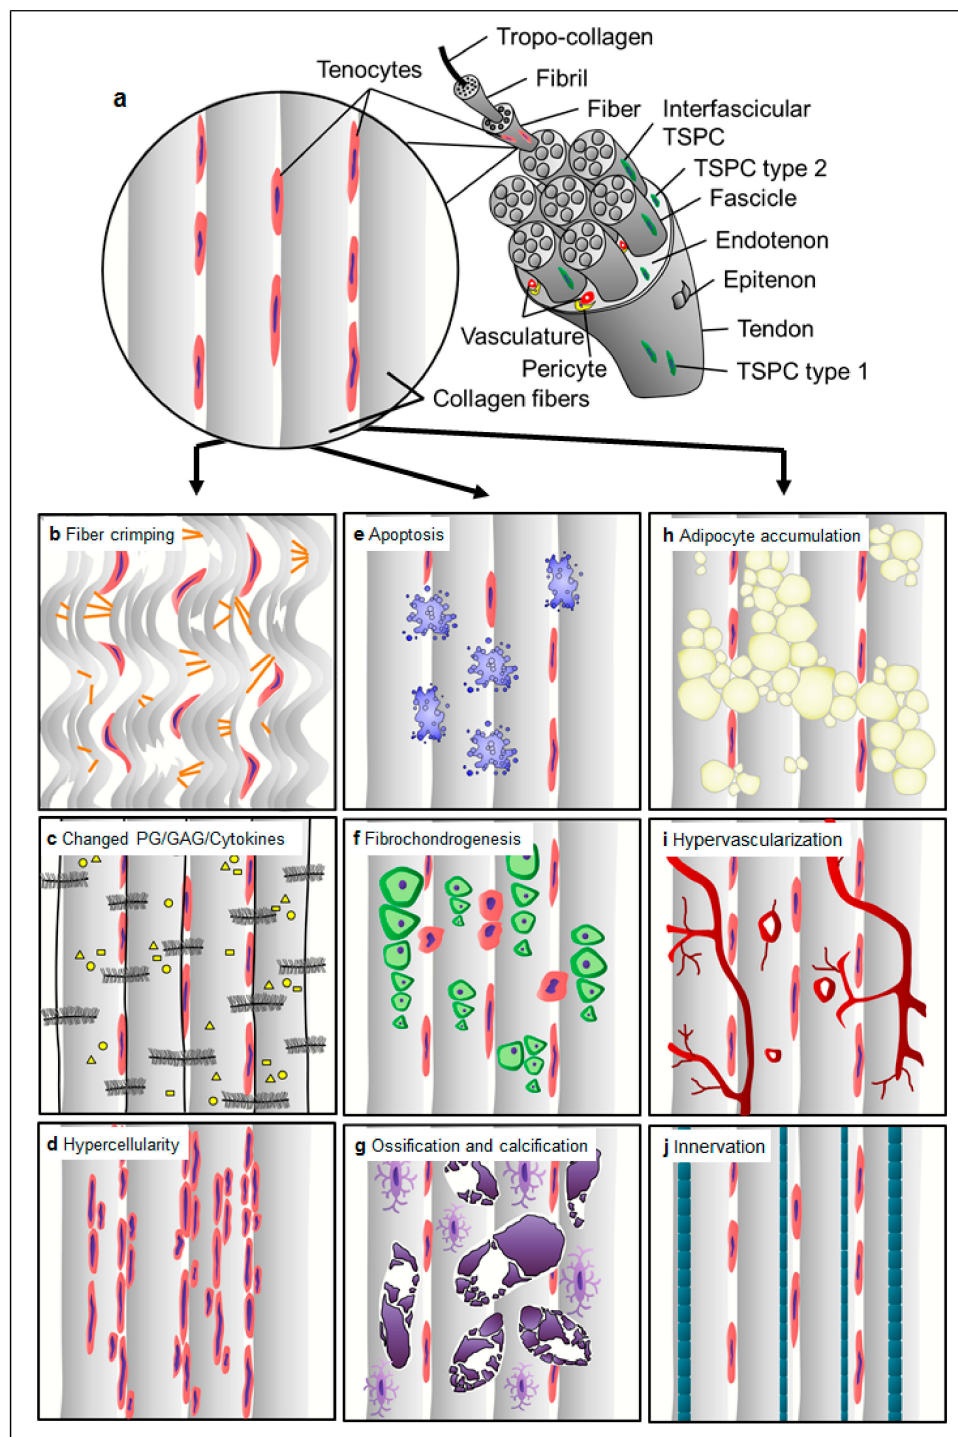 a
Tropo-collagen
Tenocytes
Fibril
Fiber
Interfascicular
TSPC
TSPC type 2
Fascicle
Endotenon
Epitenon
Vasculature
Tendon
Pericyte
TSPC type 1
Collagen fibers
b Fiber crimping
e Apoptosis
h Adipocyte accumulation
c Changed PG/GAG/Cytokines
f Fibrochondrogenesis
i Hypervascularization
d Hypercellularity
g Ossification and calcification
j Innervation